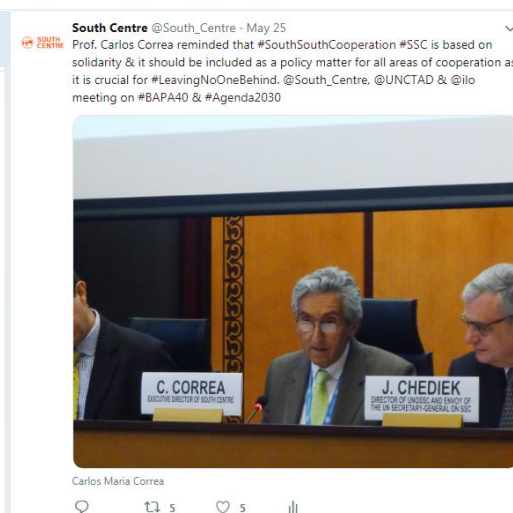 South Centre @South_Centre · May 25
SOUTH
CENTRE
Prof. Carlos Correa reminded that #SouthSouthCooperation #SSC is based on
solidarity & it should be included as a policy matter for all areas of cooperation as
it is crucial for #LeavingNoOneBehind. @South_Centre, @UNCTAD & @ilo
meeting on #BAPA40 & #Agenda2030
C. CORREA
EXECUTIVE DIRECTOR OF SOUTH CENTRE
J. CHEDIEK
DIRECTOR OF UNOSSC AND ENVOY OF
THE UN SECRETARY-GENERAL ON SSC
Carlos Maria Correa
5 5